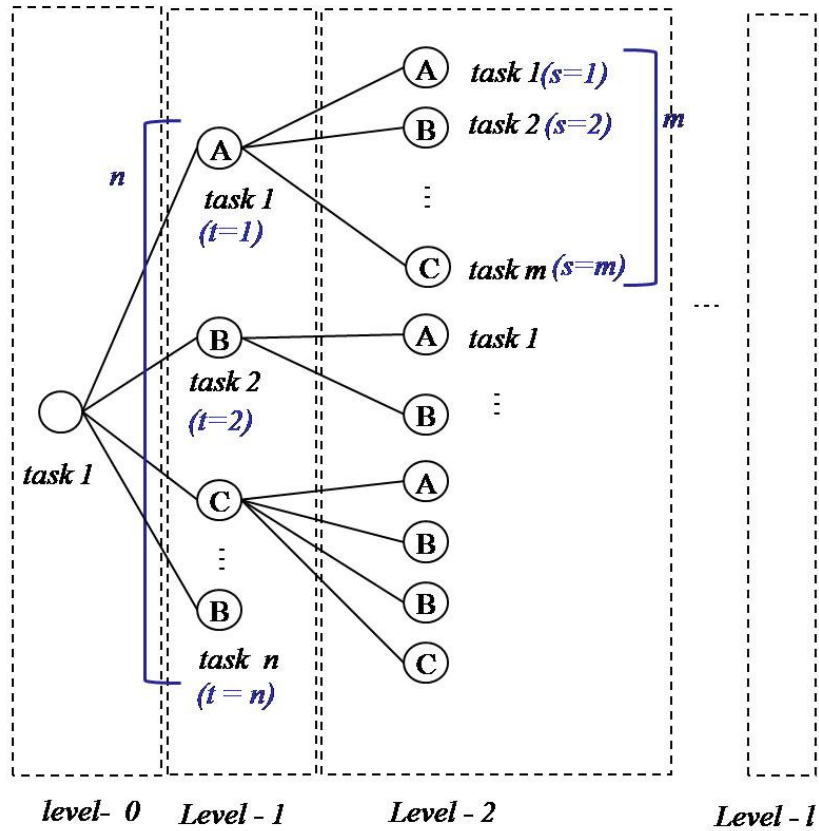 n
task 1
A
task 1
(t=1)
B
task 2
(t=2)
C
⋮
B
task n
(t = n)
A task 1(s=1)
B task 2 (s=2)
⋮
C task m (s=m)
m
A task 1
B ⋮
A
B
B
C
...
level- 0 Level - 1 Level - 2 Level - l